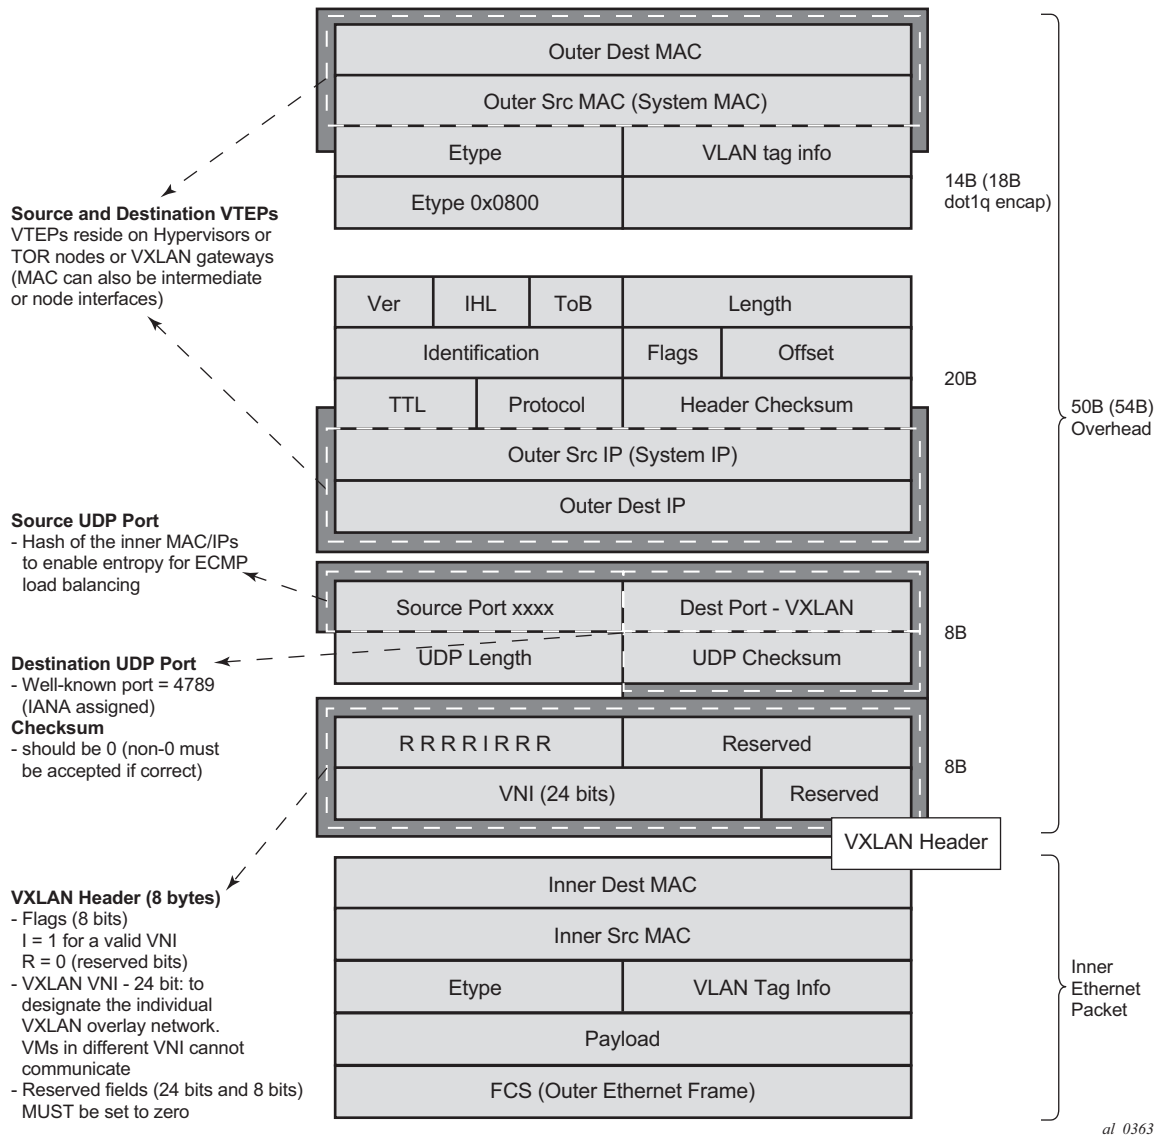 Outer Dest MAC
Outer Src MAC (System MAC)
Etype
VLAN tag info
Etype 0x0800
14B (18B
dot1q encap)
Source and Destination VTEPs
VTEPs reside on Hypervisors or
TOR nodes or VXLAN gateways
(MAC can also be intermediate
or node interfaces)
Ver
IHL
ToB
Length
Identification
Flags
Offset
TTL
Protocol
Header Checksum
20B
Outer Src IP (System IP)
Outer Dest IP
50B (54B)
Overhead
Source UDP Port
- Hash of the inner MAC/IPs
to enable entropy for ECMP
load balancing
Source Port xxxx
Dest Port - VXLAN
UDP Length
UDP Checksum
8B
Destination UDP Port
- Well-known port = 4789
(IANA assigned)
Checksum
- should be 0 (non-0 must
be accepted if correct)
R R R R I R R R
Reserved
VNI (24 bits)
Reserved
8B
VXLAN Header
VXLAN Header (8 bytes)
- Flags (8 bits)
I = 1 for a valid VNI
R = 0 (reserved bits)
- VXLAN VNI - 24 bit: to
designate the individual
VXLAN overlay network.
VMs in different VNI cannot
communicate
- Reserved fields (24 bits and 8 bits)
MUST be set to zero
Inner Dest MAC
Inner Src MAC
Etype
VLAN Tag Info
Payload
FCS (Outer Ethernet Frame)
Inner
Ethernet
Packet
al_0363